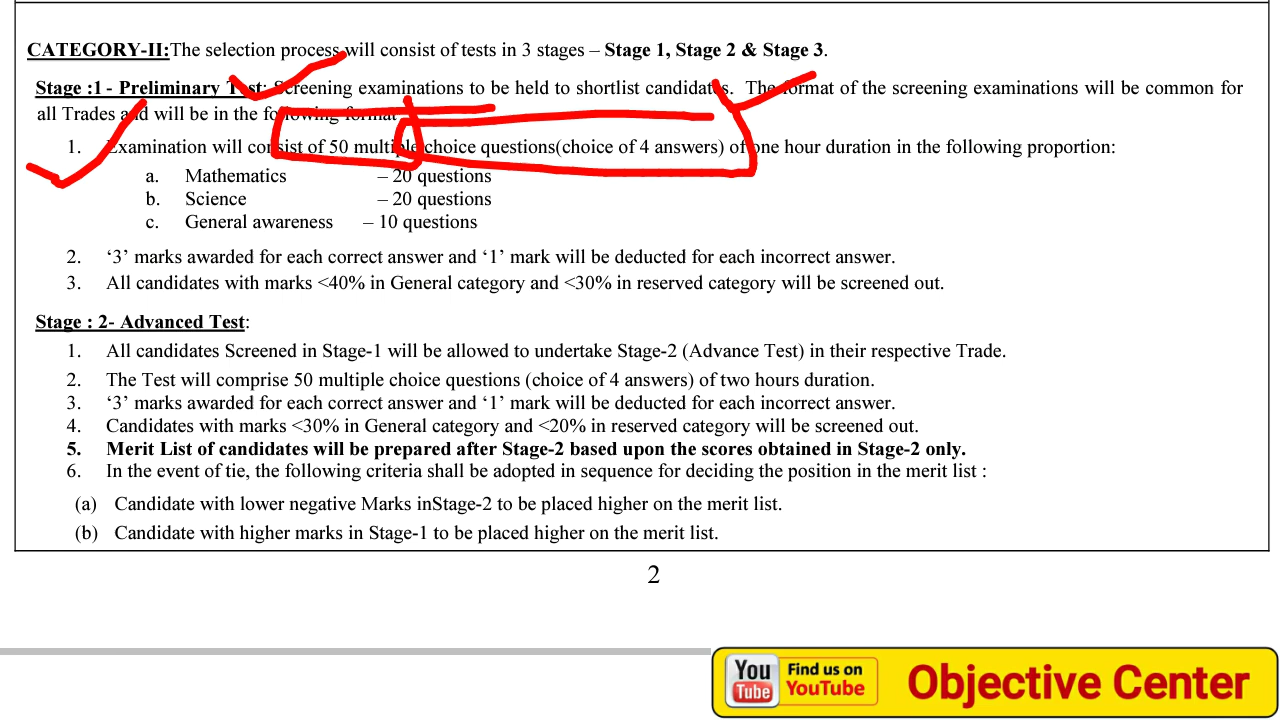 CATEGORY-II:The selection process will consist of tests in 3 stages – Stage 1, Stage 2 & Stage 3.
Stage :1 - Preliminary Test: Screening examinations to be held to shortlist candidates. The format of the screening examinations will be common for
all Trades and will be in the following format
1. Examination will consist of 50 multiple choice questions(choice of 4 answers) of one hour duration in the following proportion:
a. Mathematics – 20 questions
b. Science – 20 questions
c. General awareness – 10 questions
2. ‘3’ marks awarded for each correct answer and ‘1’ mark will be deducted for each incorrect answer.
3. All candidates with marks <40% in General category and <30% in reserved category will be screened out.
Stage : 2- Advanced Test:
1. All candidates Screened in Stage-1 will be allowed to undertake Stage-2 (Advance Test) in their respective Trade.
2. The Test will comprise 50 multiple choice questions (choice of 4 answers) of two hours duration.
3. ‘3’ marks awarded for each correct answer and ‘1’ mark will be deducted for each incorrect answer.
4. Candidates with marks <30% in General category and <20% in reserved category will be screened out.
5. Merit List of candidates will be prepared after Stage-2 based upon the scores obtained in Stage-2 only.
6. In the event of tie, the following criteria shall be adopted in sequence for deciding the position in the merit list :
(a) Candidate with lower negative Marks inStage-2 to be placed higher on the merit list.
(b) Candidate with higher marks in Stage-1 to be placed higher on the merit list.
2
You Tube Find us on YouTube Objective Center